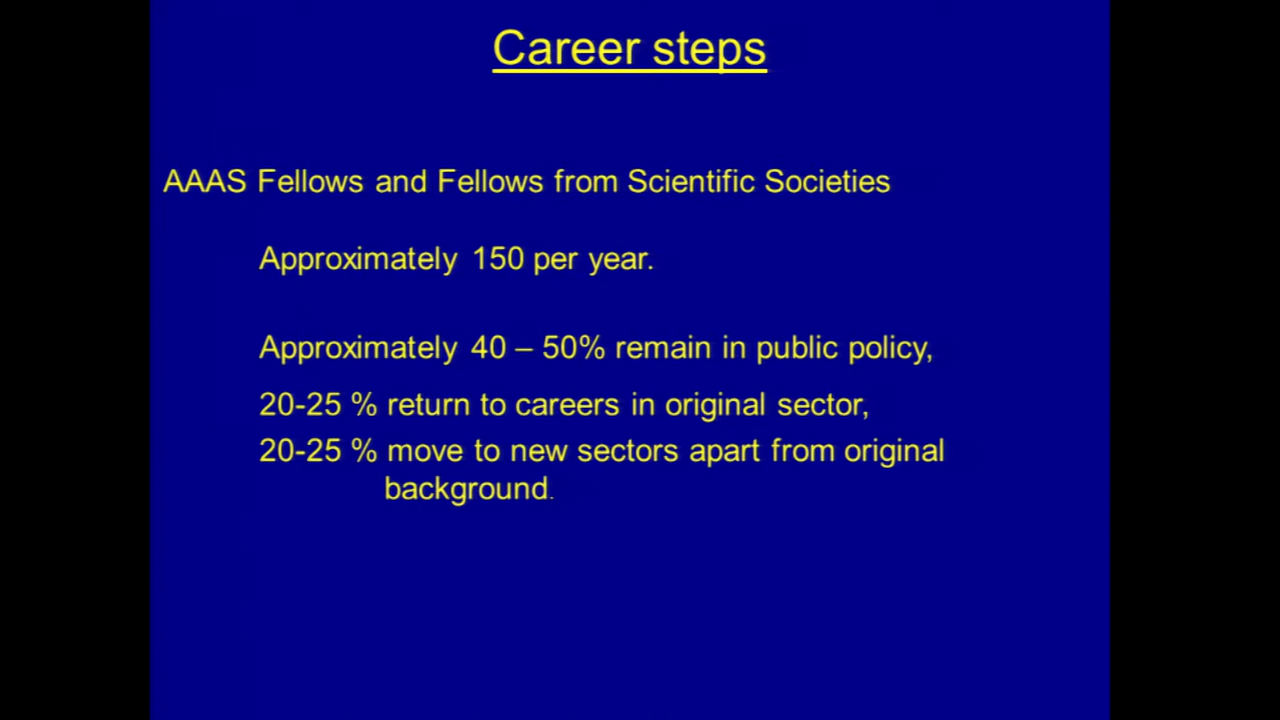 Career steps
AAAS Fellows and Fellows from Scientific Societies
Approximately 150 per year.
Approximately 40 – 50% remain in public policy,
20-25 % return to careers in original sector,
20-25 % move to new sectors apart from original
background.